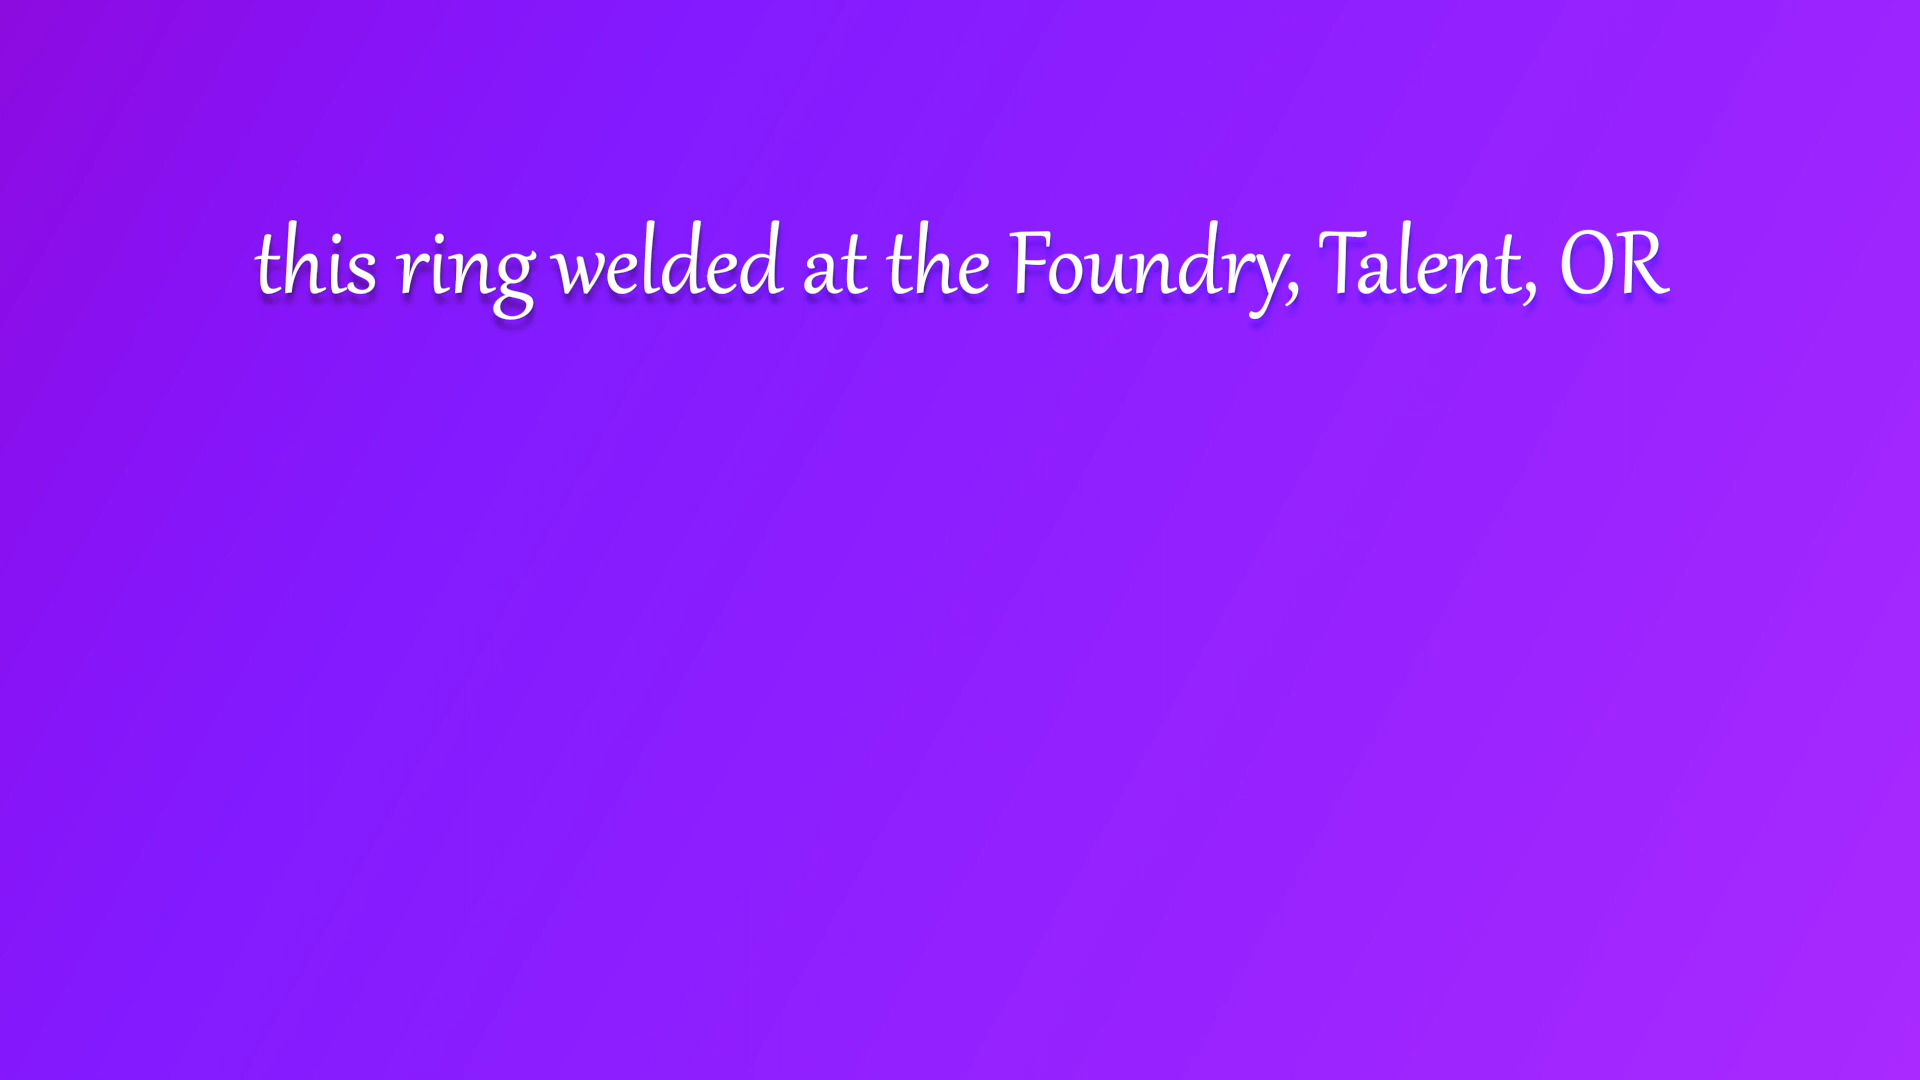 this ring welded at the Foundry, Talent, OR